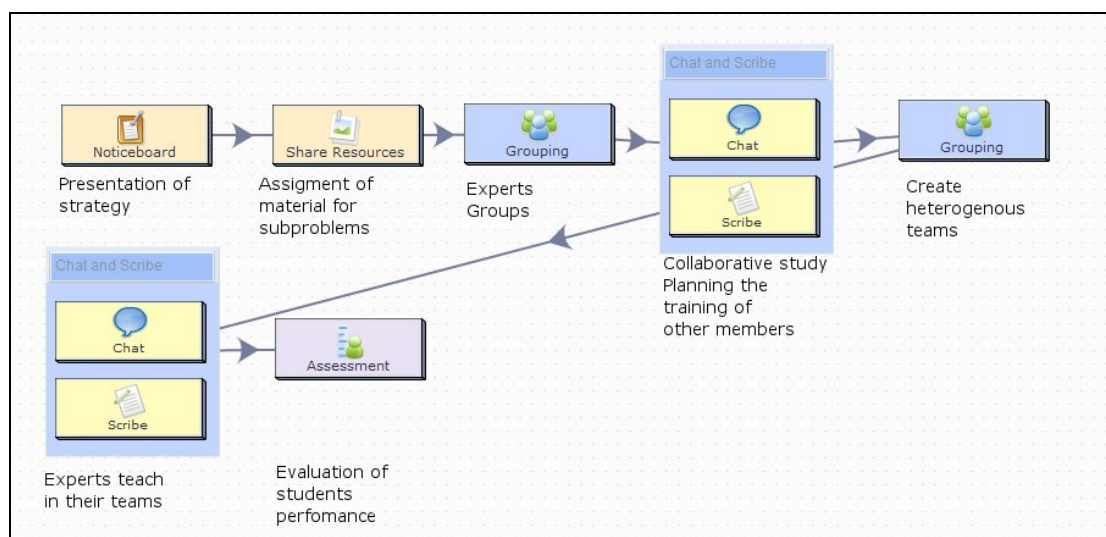 Noticeboard
Presentation of
strategy
Share Resources
Assigment of
material for
subproblems
Grouping
Experts
Groups
Chat and Scribe
Chat
Scribe
Collaborative study
Planning the
training of
other members
Grouping
Create
heterogenous
teams
Chat and Scribe
Chat
Scribe
Experts teach
in their teams
Assessment
Evaluation of
students
perfomance